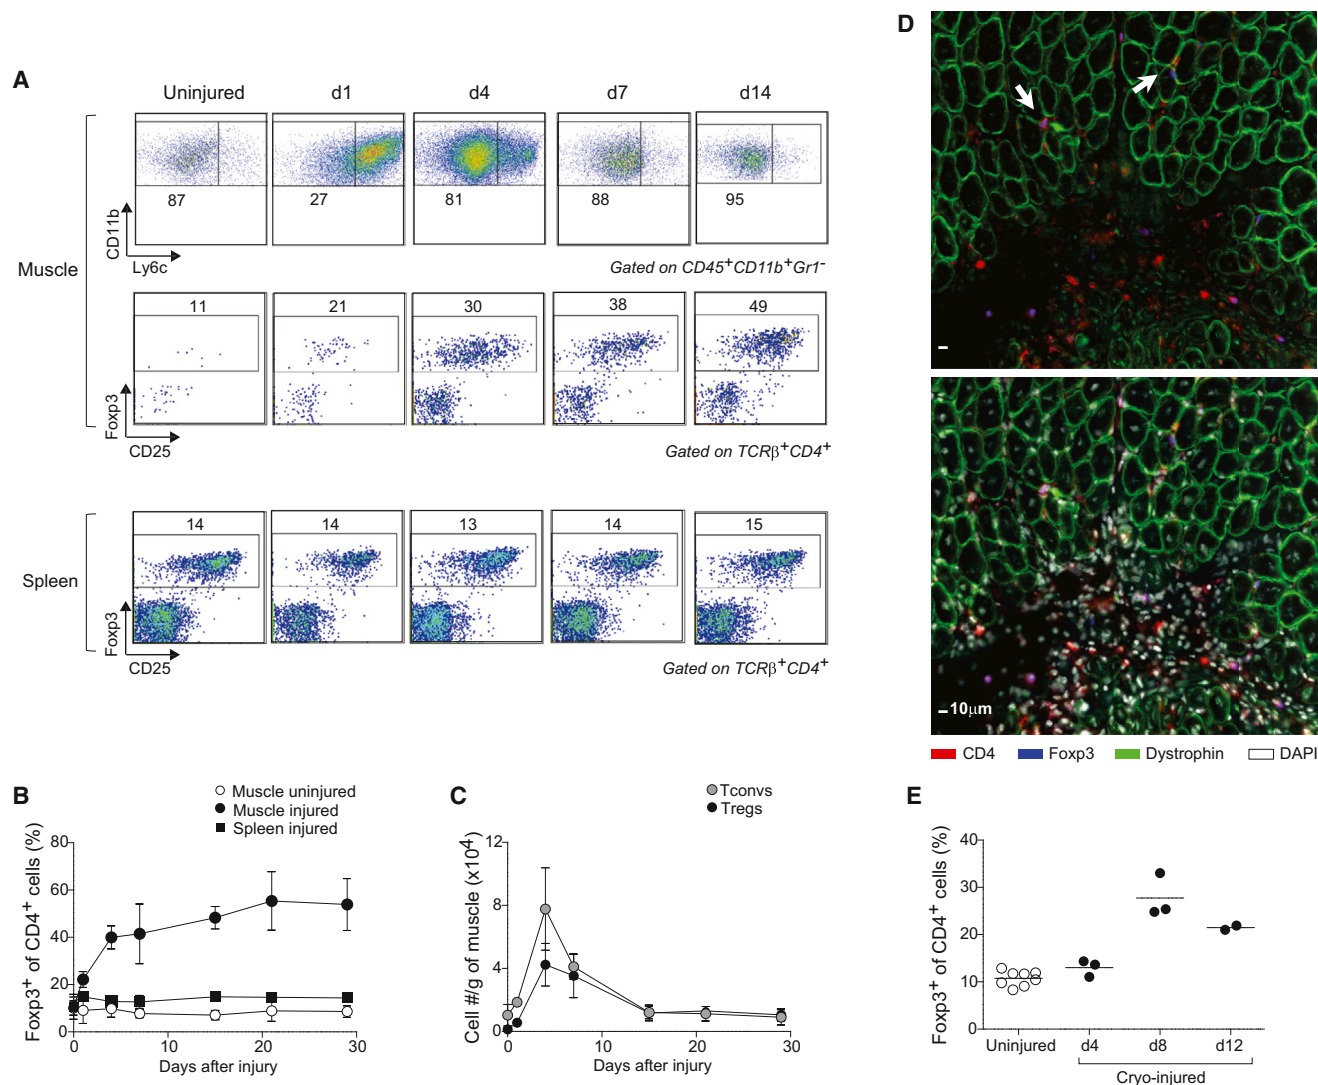 A
Uninjured d1 d4 d7 d14
Muscle
87 27 81 88 95
CD11b
Ly6c
Gated on CD45+CD11b+Gr1-
11 21 30 38 49
Foxp3
CD25
Gated on TCRβ+CD4+
Spleen
14 14 13 14 15
Foxp3
CD25
Gated on TCRβ+CD4+
D
10μm
CD4 Foxp3 Dystrophin DAPI
B
Muscle uninjured
Muscle injured
Spleen injured
Foxp3+ of CD4+ cells (%)
80
60
40
20
0
0 10 20 30
Days after injury
C
Tconvs
Tregs
Cell #/g of muscle (x10⁴)
12
8
4
0
0 10 20 30
Days after injury
E
Foxp3+ of CD4+ cells (%)
40
30
20
10
0
Uninjured d4 d8 d12
Cryo-injured